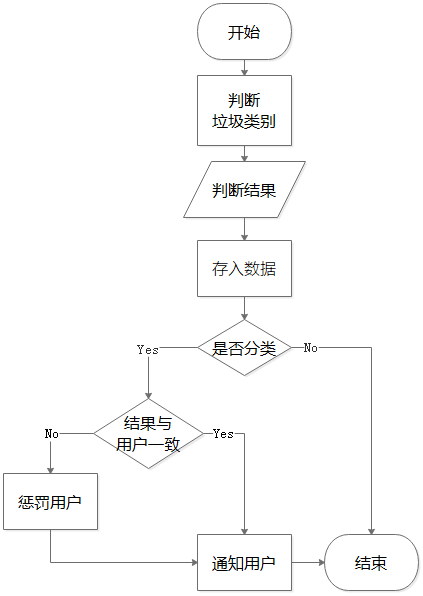 开始
判断
垃圾类别
判断结果
存入数据
是否分类
Yes
No
结果与
用户一致
No
Yes
惩罚用户
通知用户
结束